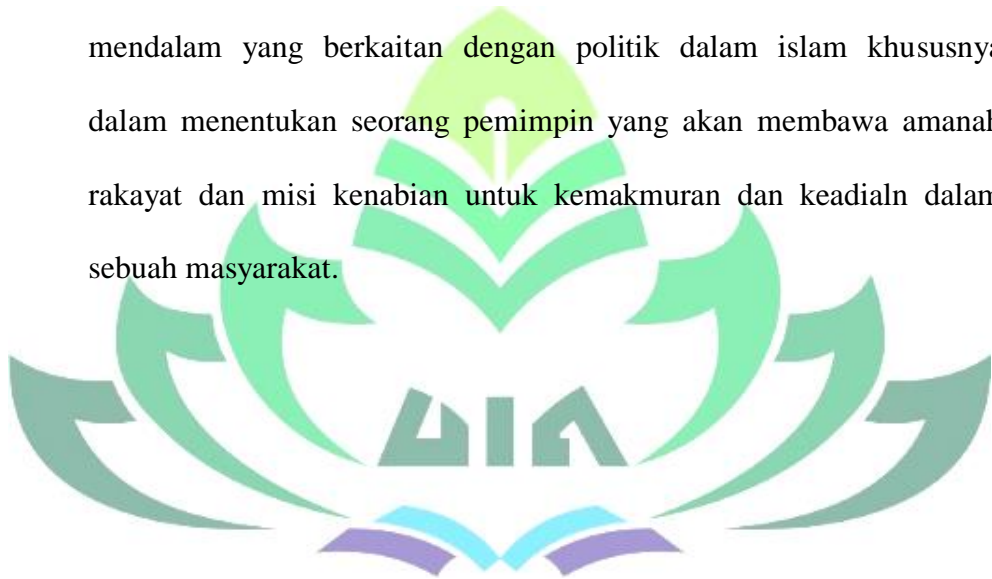 mendalam yang berkaitan dengan politik dalam islam khususnya
dalam menentukan seorang pemimpin yang akan membawa amanah
rakayat dan misi kenabian untuk kemakmuran dan keadialn dalam
sebuah masyarakat.
UIN